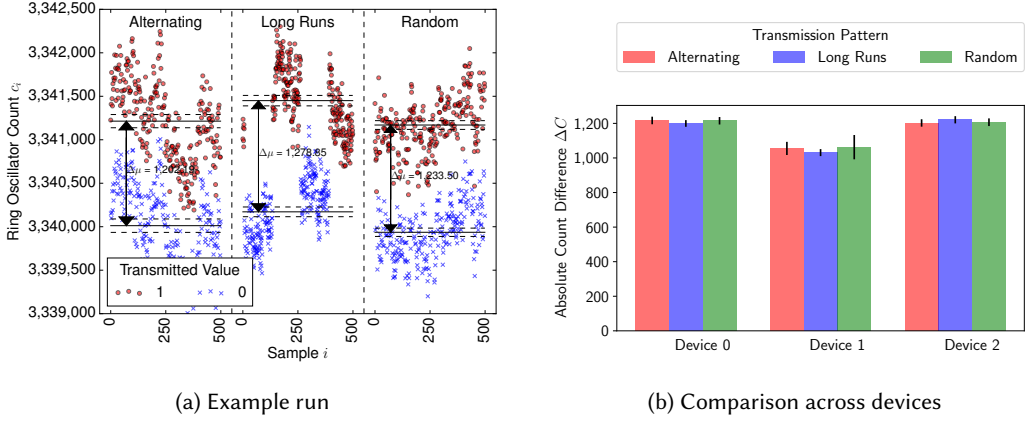 Alternating
Long Runs
Random
3,342,500
3,342,000
3,341,500
3,341,000
3,340,500
3,340,000
3,339,500
3,339,000
Ring Oscillator Count c_i
Δμ =
Δμ = 1,278.85
Δμ = 1,233.50
Transmitted Value
1 0
0 250 500 0 250 500 0 250 500
Sample i
(a) Example run
Transmission Pattern
Alternating Long Runs Random
Absolute Count Difference ΔC
1,200
1,000
800
600
400
200
0
Device 0 Device 1 Device 2
(b) Comparison across devices